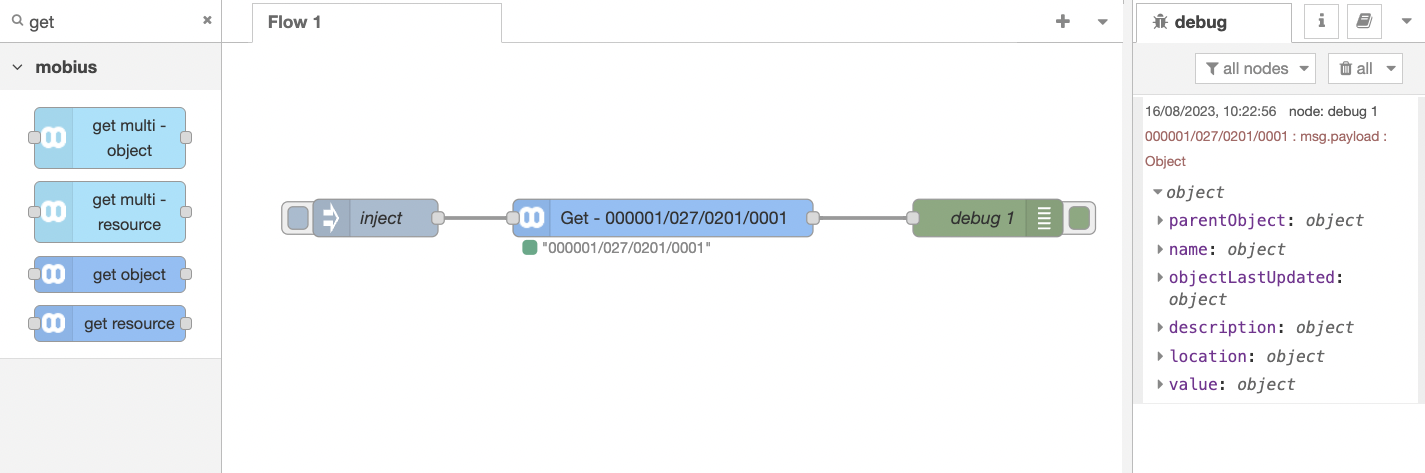 get
mobius
get multi -
object
get multi -
resource
get object
get resource
Flow 1
inject
Get - 000001/027/0201/0001
"000001/027/0201/0001"
debug 1
debug
all nodes
all
16/08/2023, 10:22:56 node: debug 1
000001/027/0201/0001 : msg.payload :
Object
object
parentObject: object
name: object
objectLastUpdated:
object
description: object
location: object
value: object